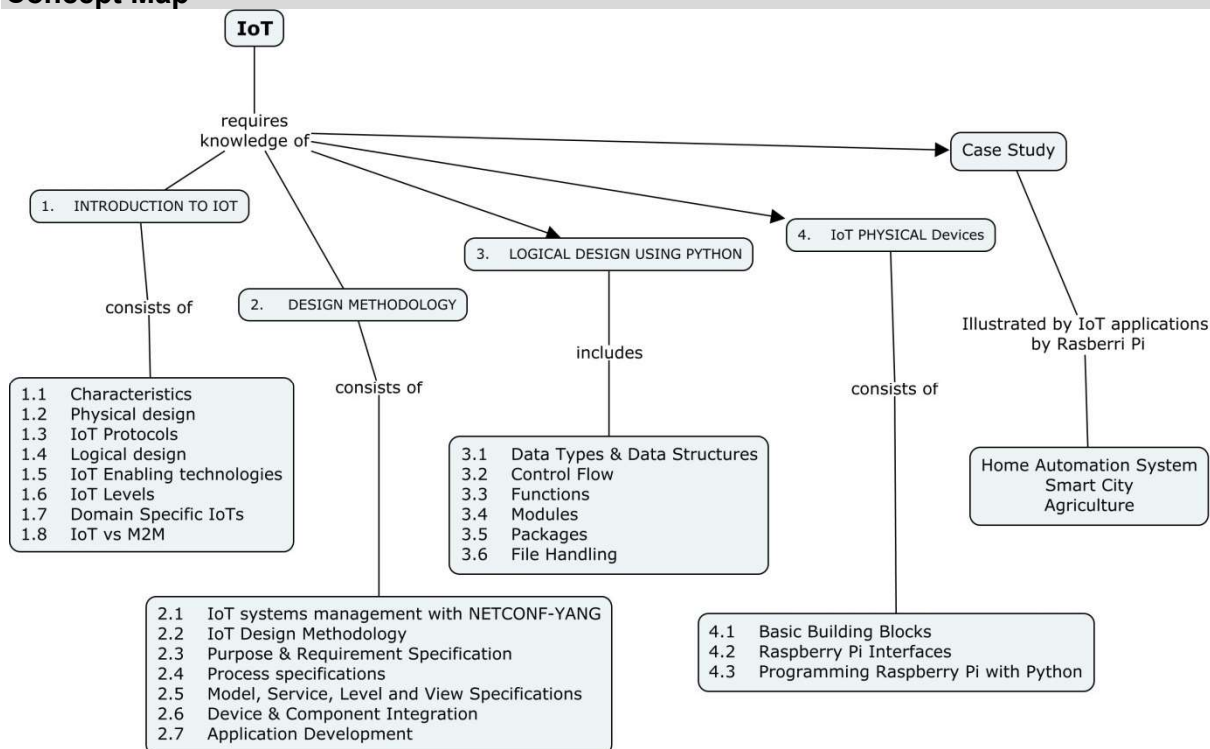 Concept Map
IoT
requires
knowledge of
Case Study
1. INTRODUCTION TO IOT
4. IoT PHYSICAL Devices
3. LOGICAL DESIGN USING PYTHON
2. DESIGN METHODOLOGY
consists of
Illustrated by IoT applications
by Rasberri Pi
includes
consists of
consists of
1.1 Characteristics
1.2 Physical design
1.3 IoT Protocols
1.4 Logical design
1.5 IoT Enabling technologies
1.6 IoT Levels
1.7 Domain Specific IoTs
1.8 IoT vs M2M
3.1 Data Types & Data Structures
3.2 Control Flow
3.3 Functions
3.4 Modules
3.5 Packages
3.6 File Handling
Home Automation System
Smart City
Agriculture
2.1 IoT systems management with NETCONF-YANG
2.2 IoT Design Methodology
2.3 Purpose & Requirement Specification
2.4 Process specifications
2.5 Model, Service, Level and View Specifications
2.6 Device & Component Integration
2.7 Application Development
4.1 Basic Building Blocks
4.2 Raspberry Pi Interfaces
4.3 Programming Raspberry Pi with Python